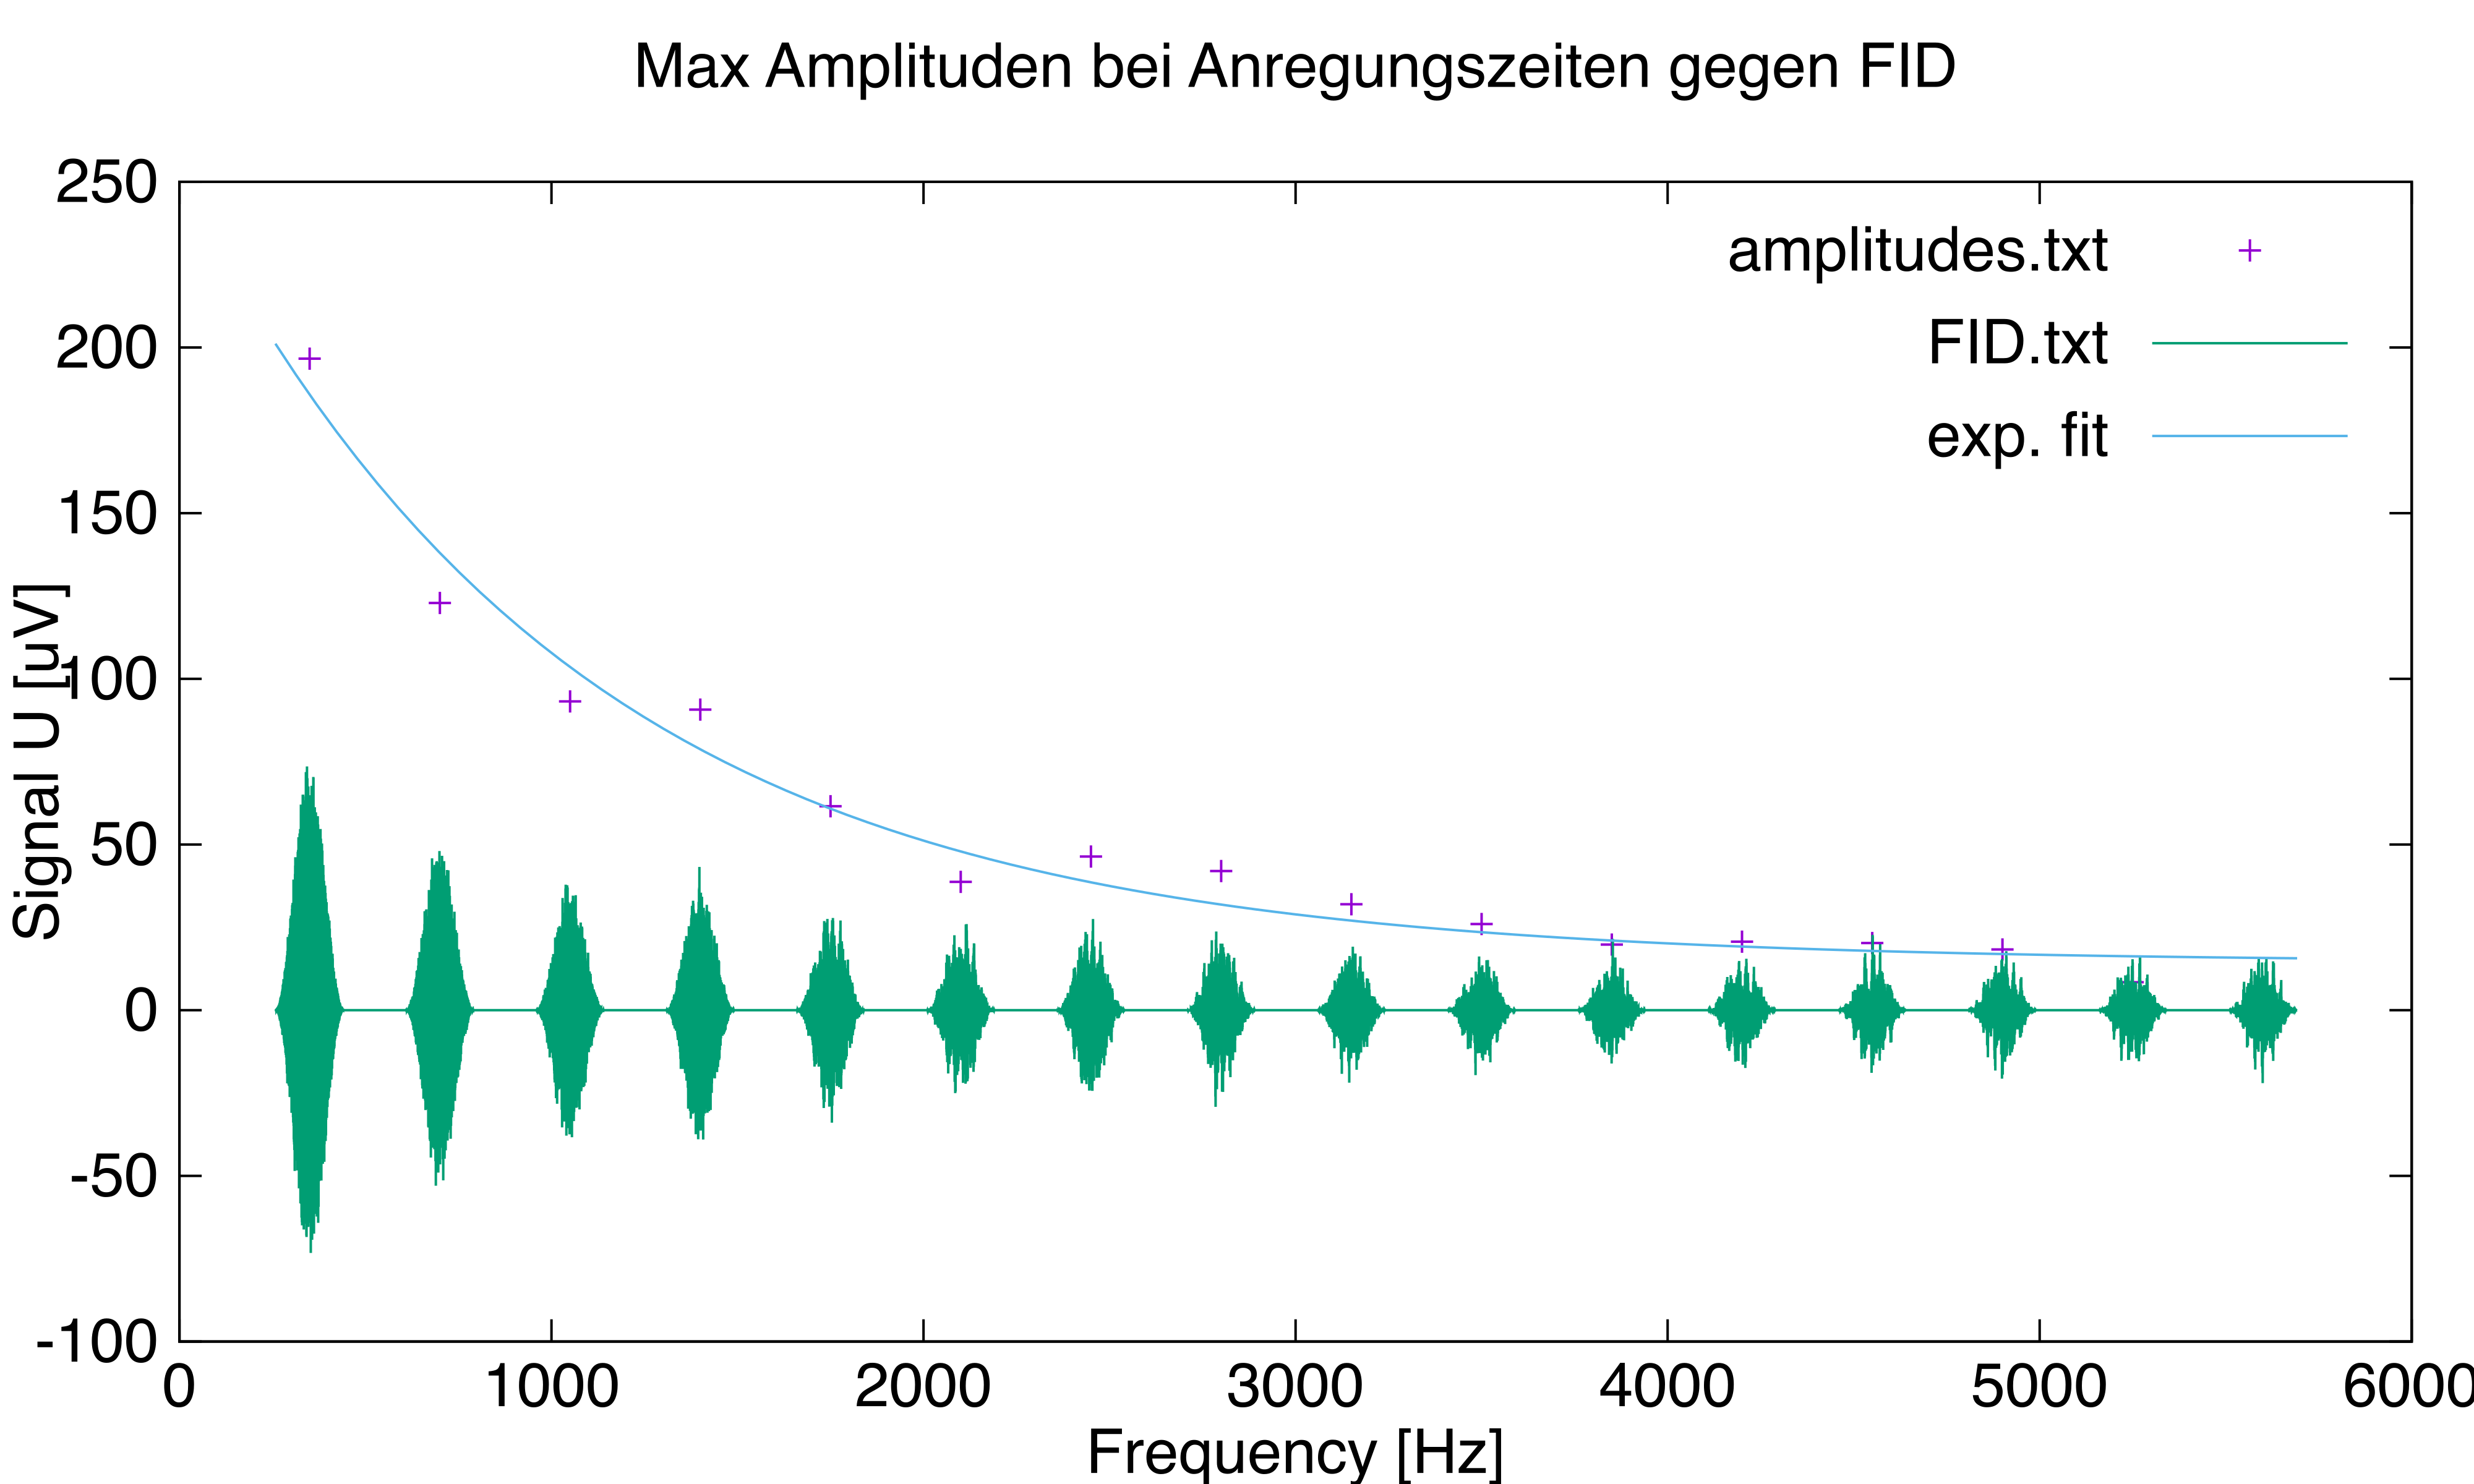 Max Amplituden bei Anregungszeiten gegen FID
250
200
150
100
50
0
-50
-100
Signal U [uV]
amplitudes.txt
FID.txt
exp. fit
0 1000 2000 3000 4000 5000 6000
Frequency [Hz]